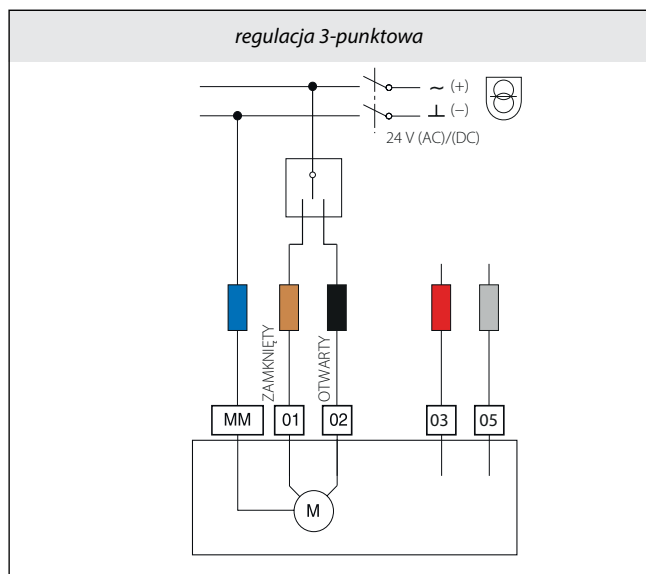 regulacja 3-punktowa
~ (+)
⊥ (−)
24 V (AC)/(DC)
ZAMKNIĘTY
OTWARTY
MM
01
02
03
05
M